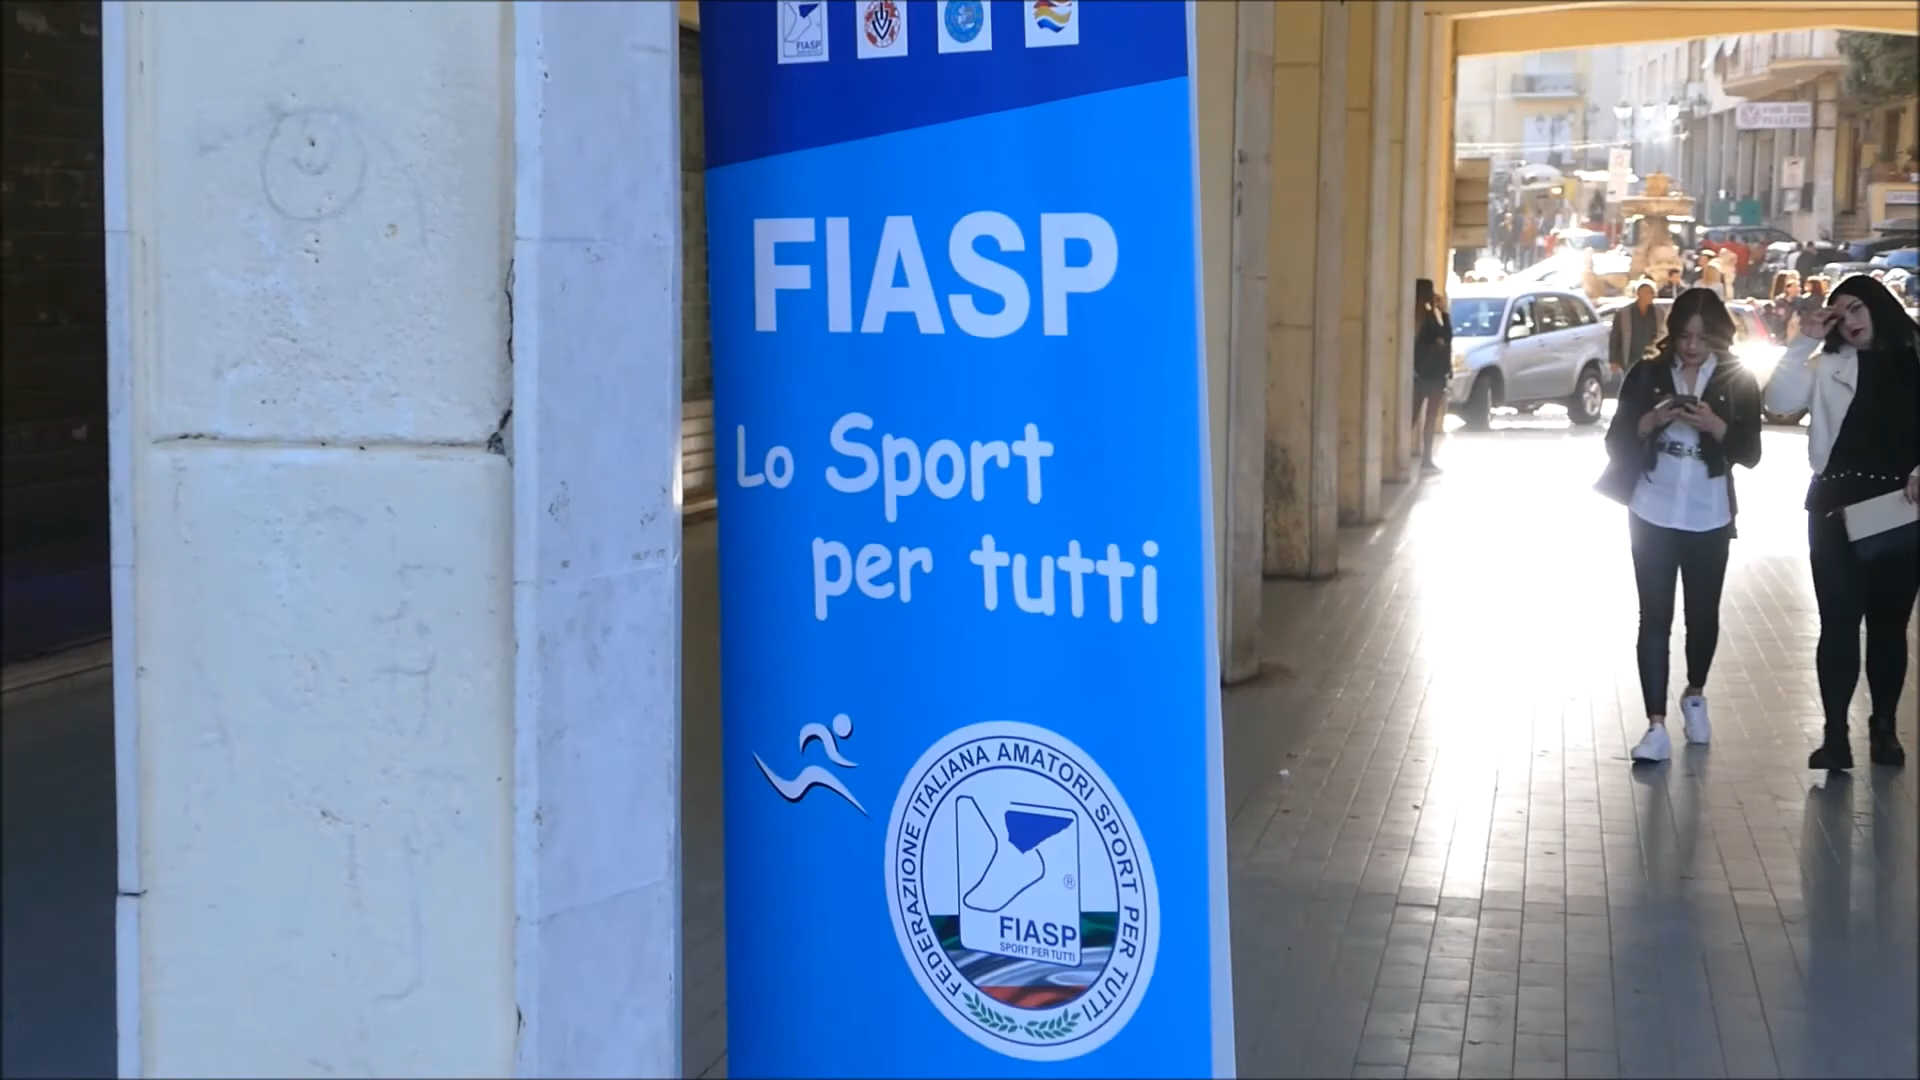 FIASP
FIASP
Lo Sport
per tutti
FEDERAZIONE ITALIANA AMATORI SPORT PER TUTTI
®
FIASP
SPORT PER TUTTI